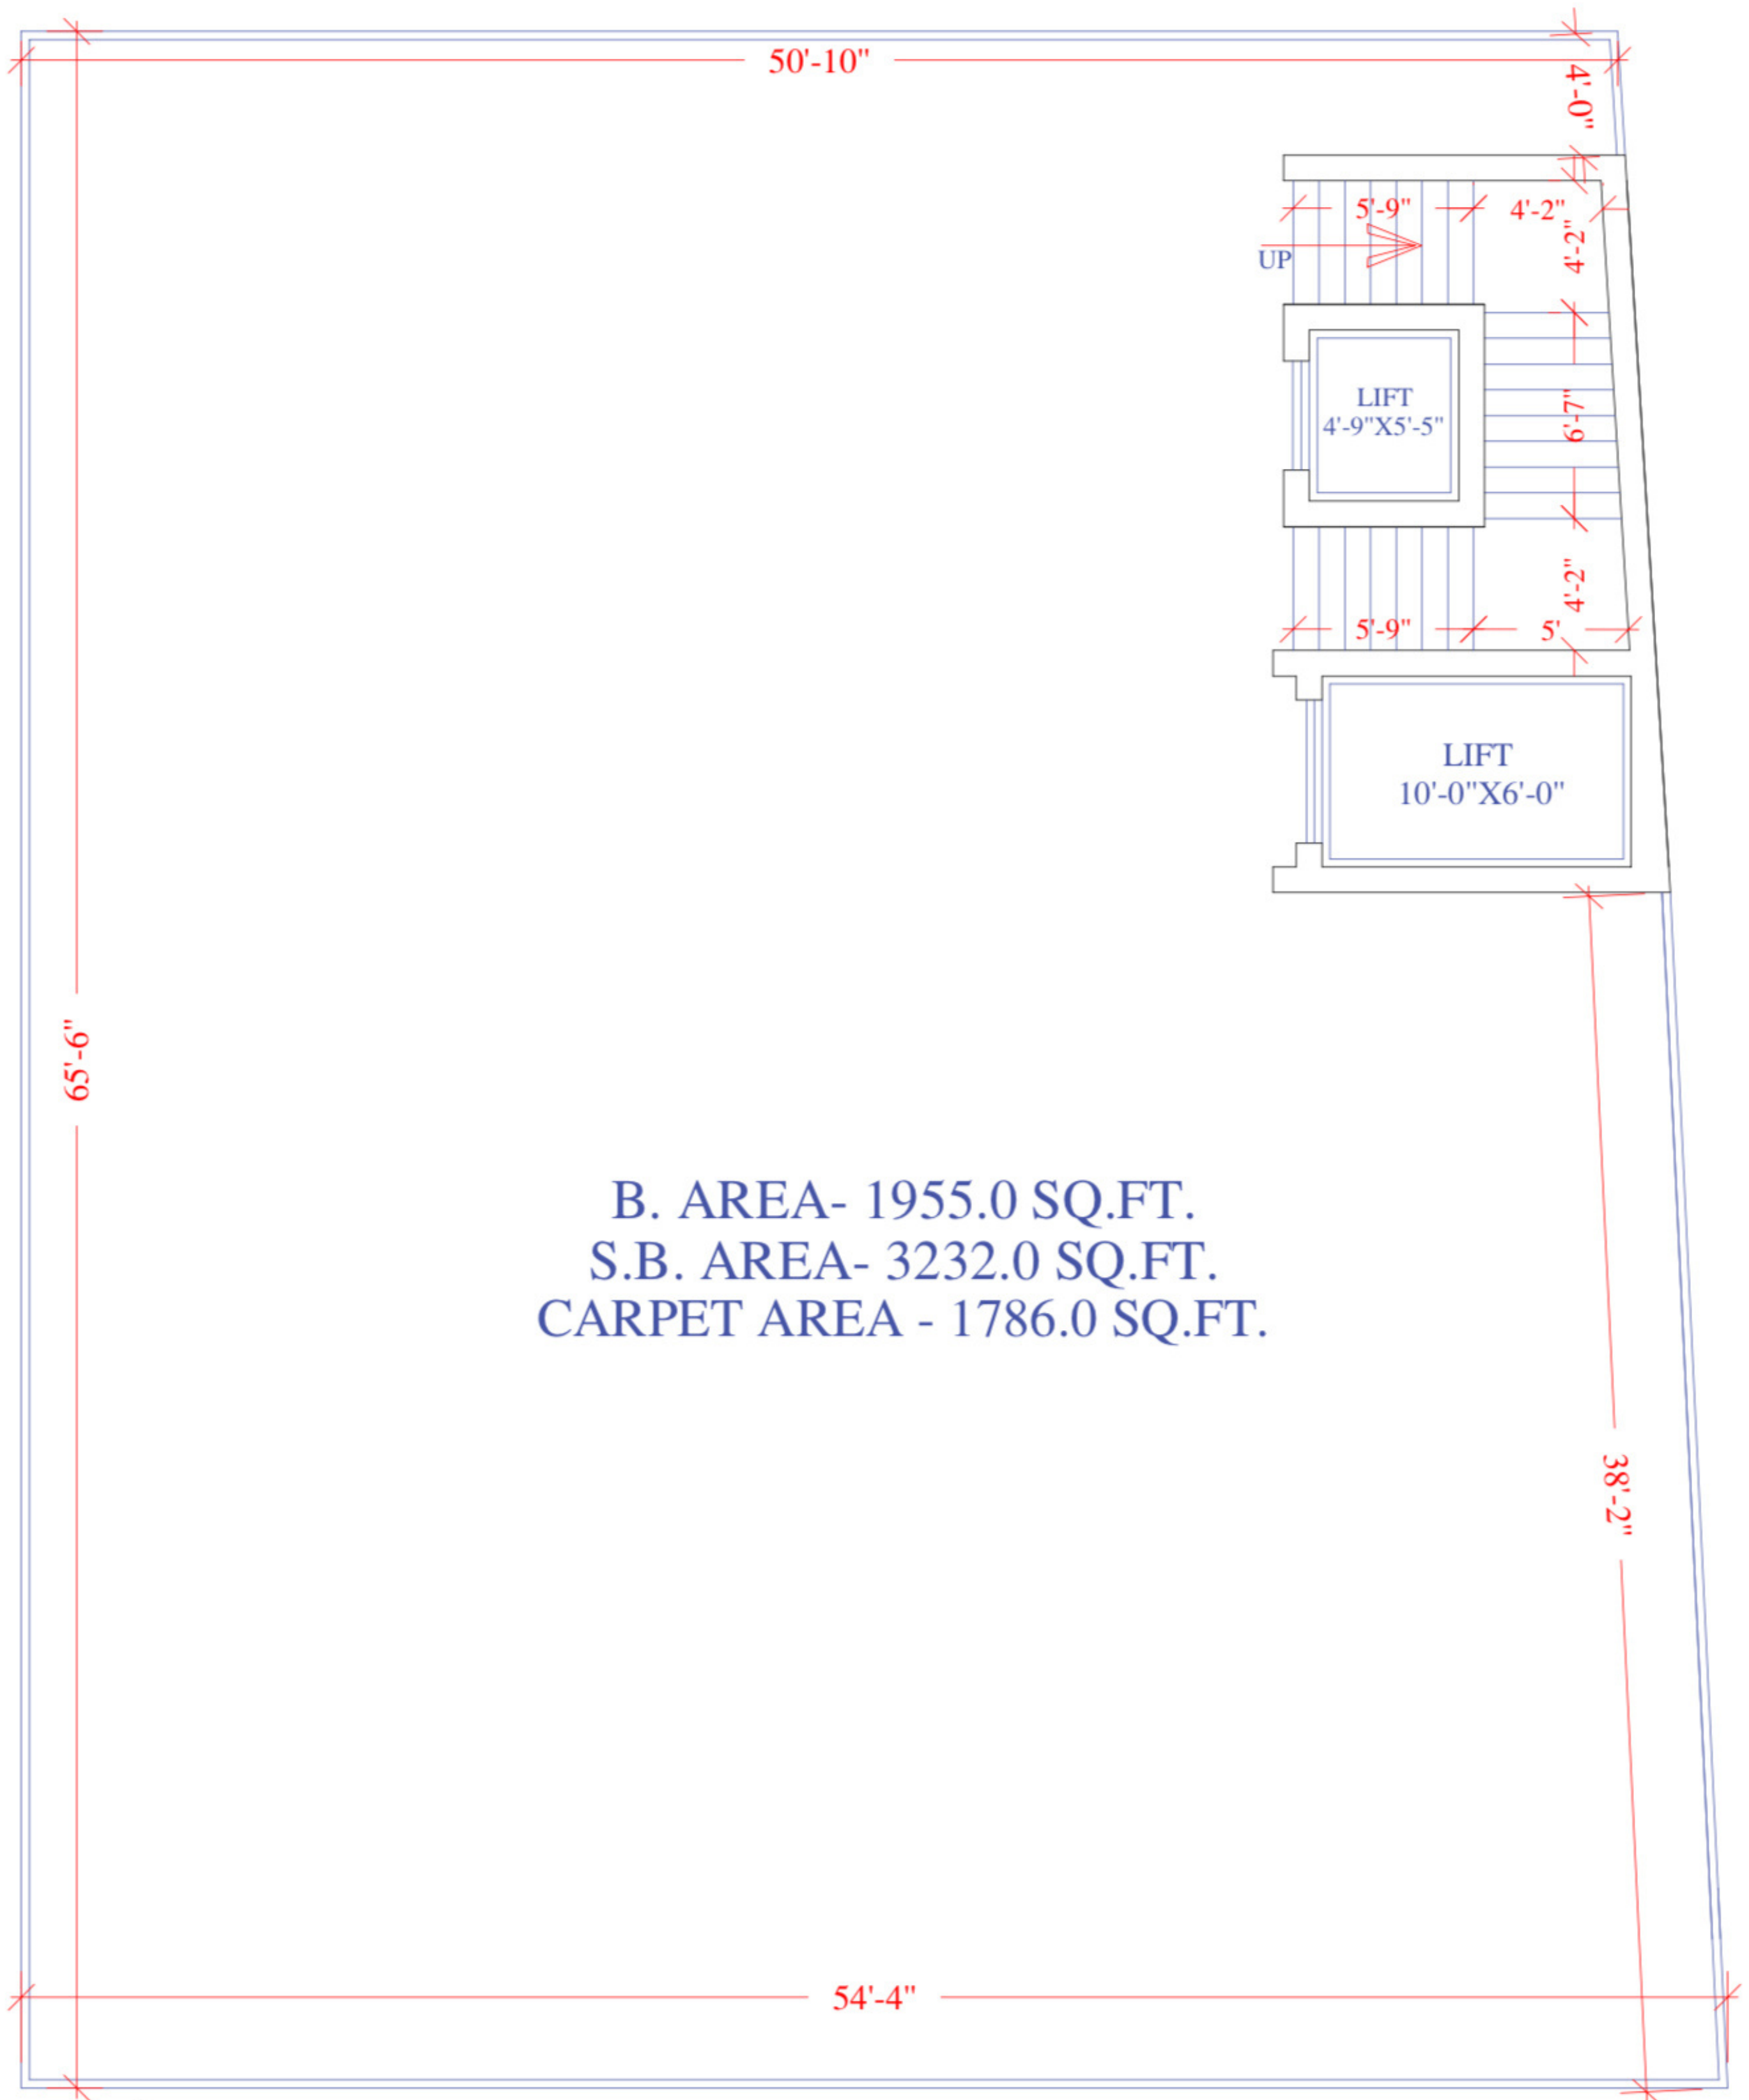 50'-10"
4'-0"
5'-9"
4'-2"
4'-2"
UP
LIFT
4'-9"X5'-5"
6'-7"
4'-2"
5'-9"
5'
LIFT
10'-0"X6'-0"
65'-6"
B. AREA- 1955.0 SQ.FT.
S.B. AREA- 3232.0 SQ.FT.
CARPET AREA - 1786.0 SQ.FT.
38'-2"
54'-4"